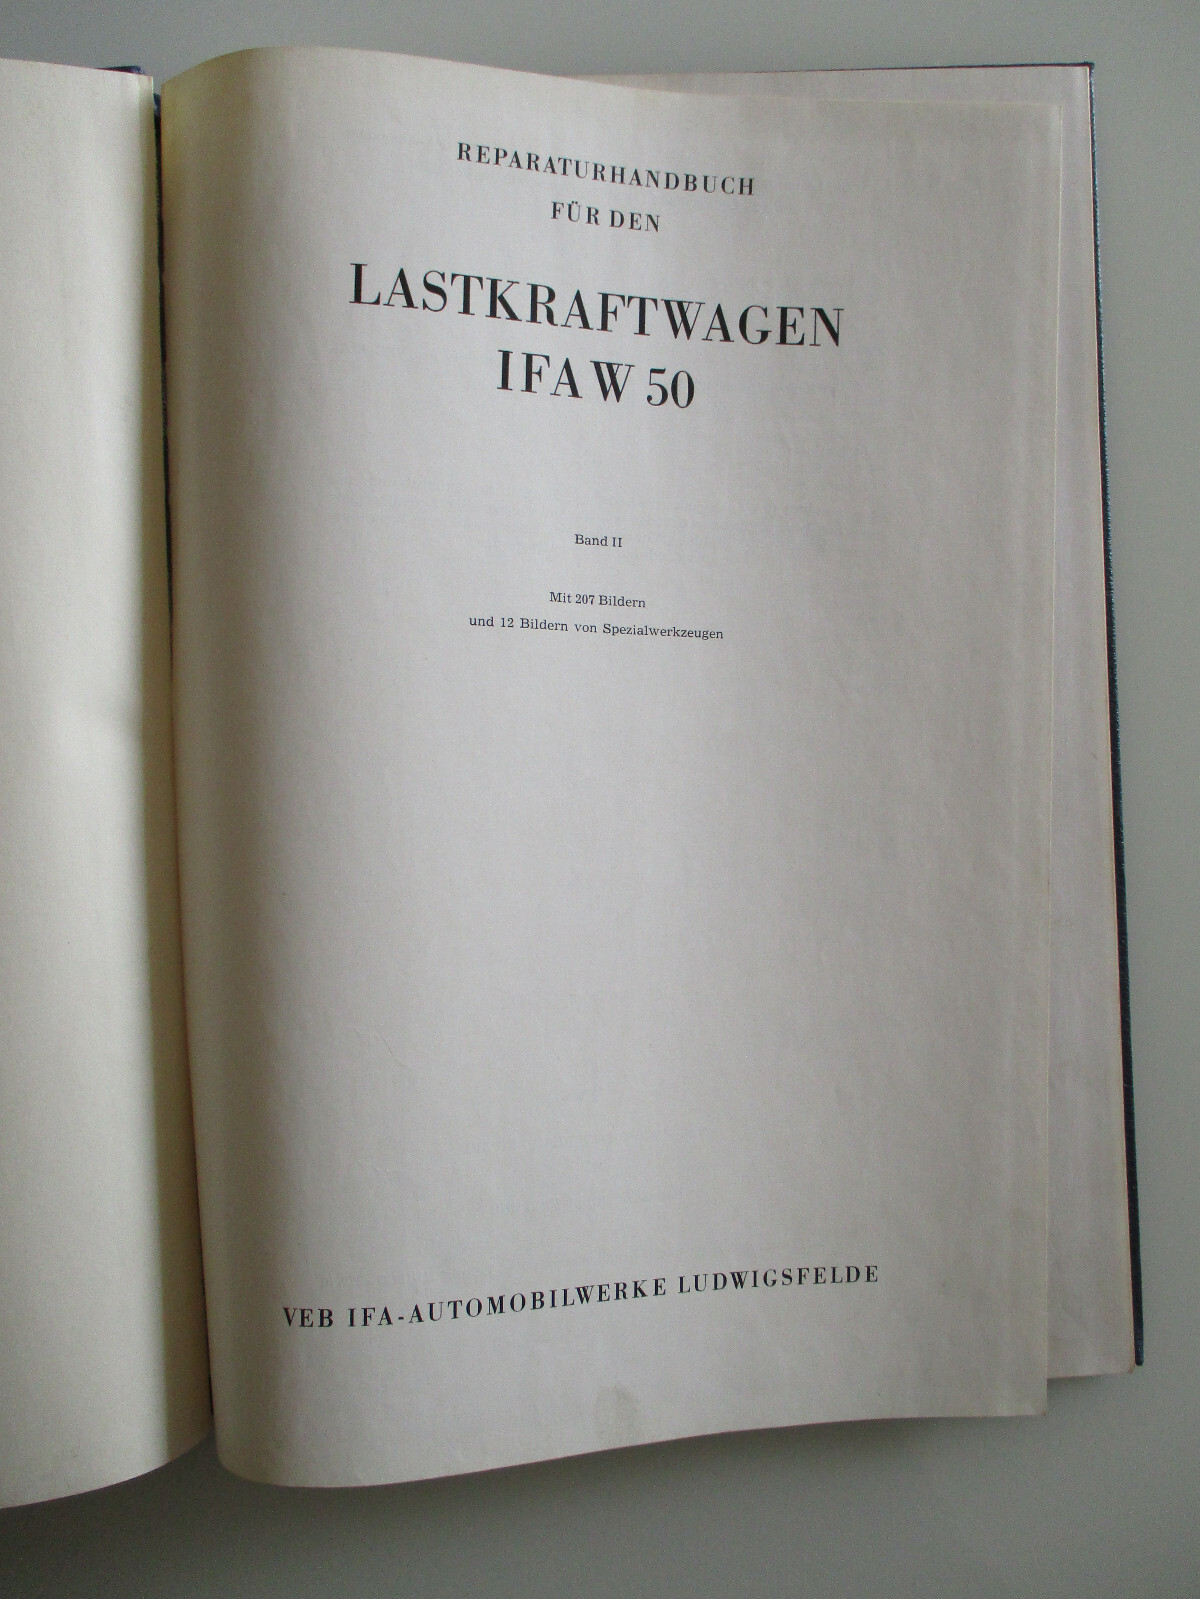 REPARATURHANDBUCH
FÜR DEN
LASTKRAFTWAGEN
IFA W 50
Band II
Mit 207 Bildern
und 12 Bildern von Spezialwerkzeugen
VEB IFA-AUTOMOBILWERKE LUDWIGSFELDE